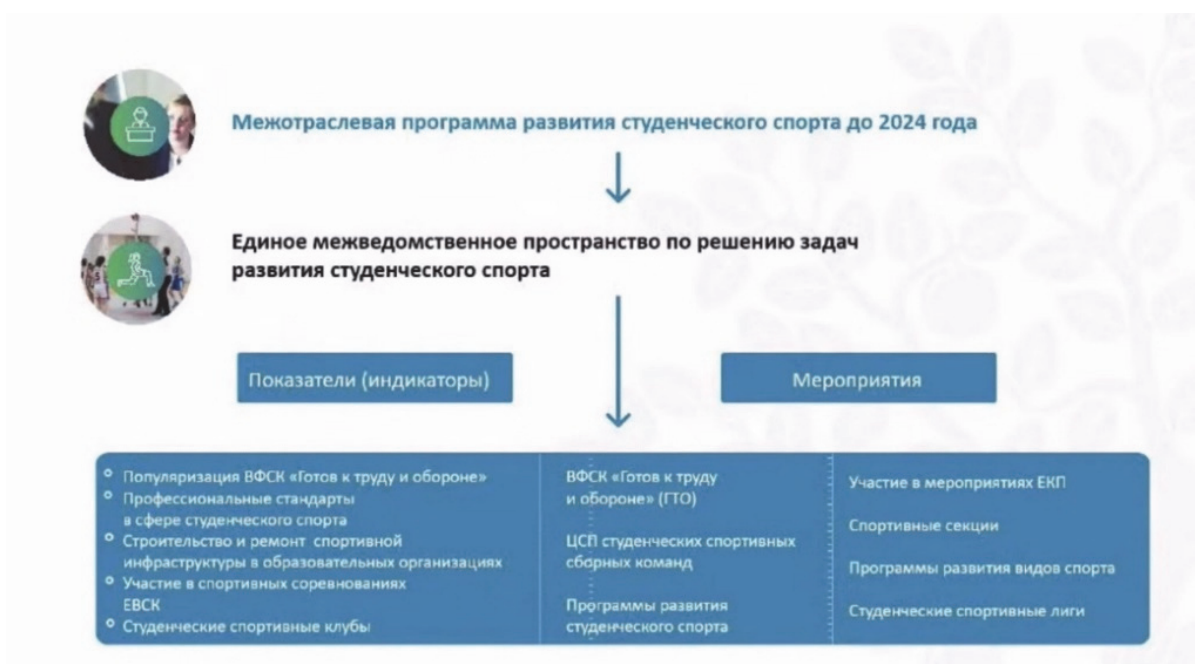 Межотраслевая программа развития студенческого спорта до 2024 года
Единое межведомственное пространство по решению задач
развития студенческого спорта
Показатели (индикаторы)
Мероприятия
Популяризация ВФСК «Готов к труду и обороне»
Профессиональные стандарты
в сфере студенческого спорта
Строительство и ремонт спортивной
инфраструктуры в образовательных организациях
Участие в спортивных соревнованиях
ЕВСК
Студенческие спортивные клубы
ВФСК «Готов к труду
и обороне» (ГТО)
ЦСП студенческих спортивных
сборных команд
Программы развития
студенческого спорта
Участие в мероприятиях ЕКП
Спортивные секции
Программы развития видов спорта
Студенческие спортивные лиги